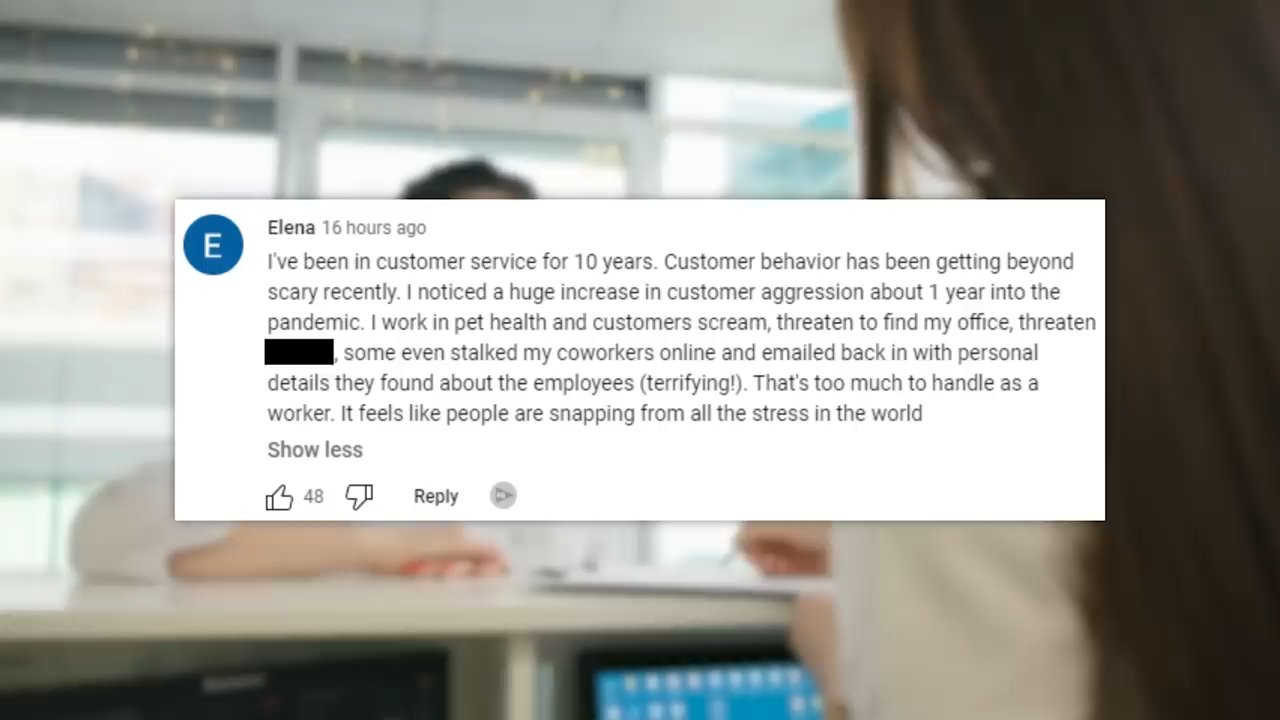 E
Elena 16 hours ago
I've been in customer service for 10 years. Customer behavior has been getting beyond
scary recently. I noticed a huge increase in customer aggression about 1 year into the
pandemic. I work in pet health and customers scream, threaten to find my office, threaten
, some even stalked my coworkers online and emailed back in with personal
details they found about the employees (terrifying!). That's too much to handle as a
worker. It feels like people are snapping from all the stress in the world
Show less
48 Reply